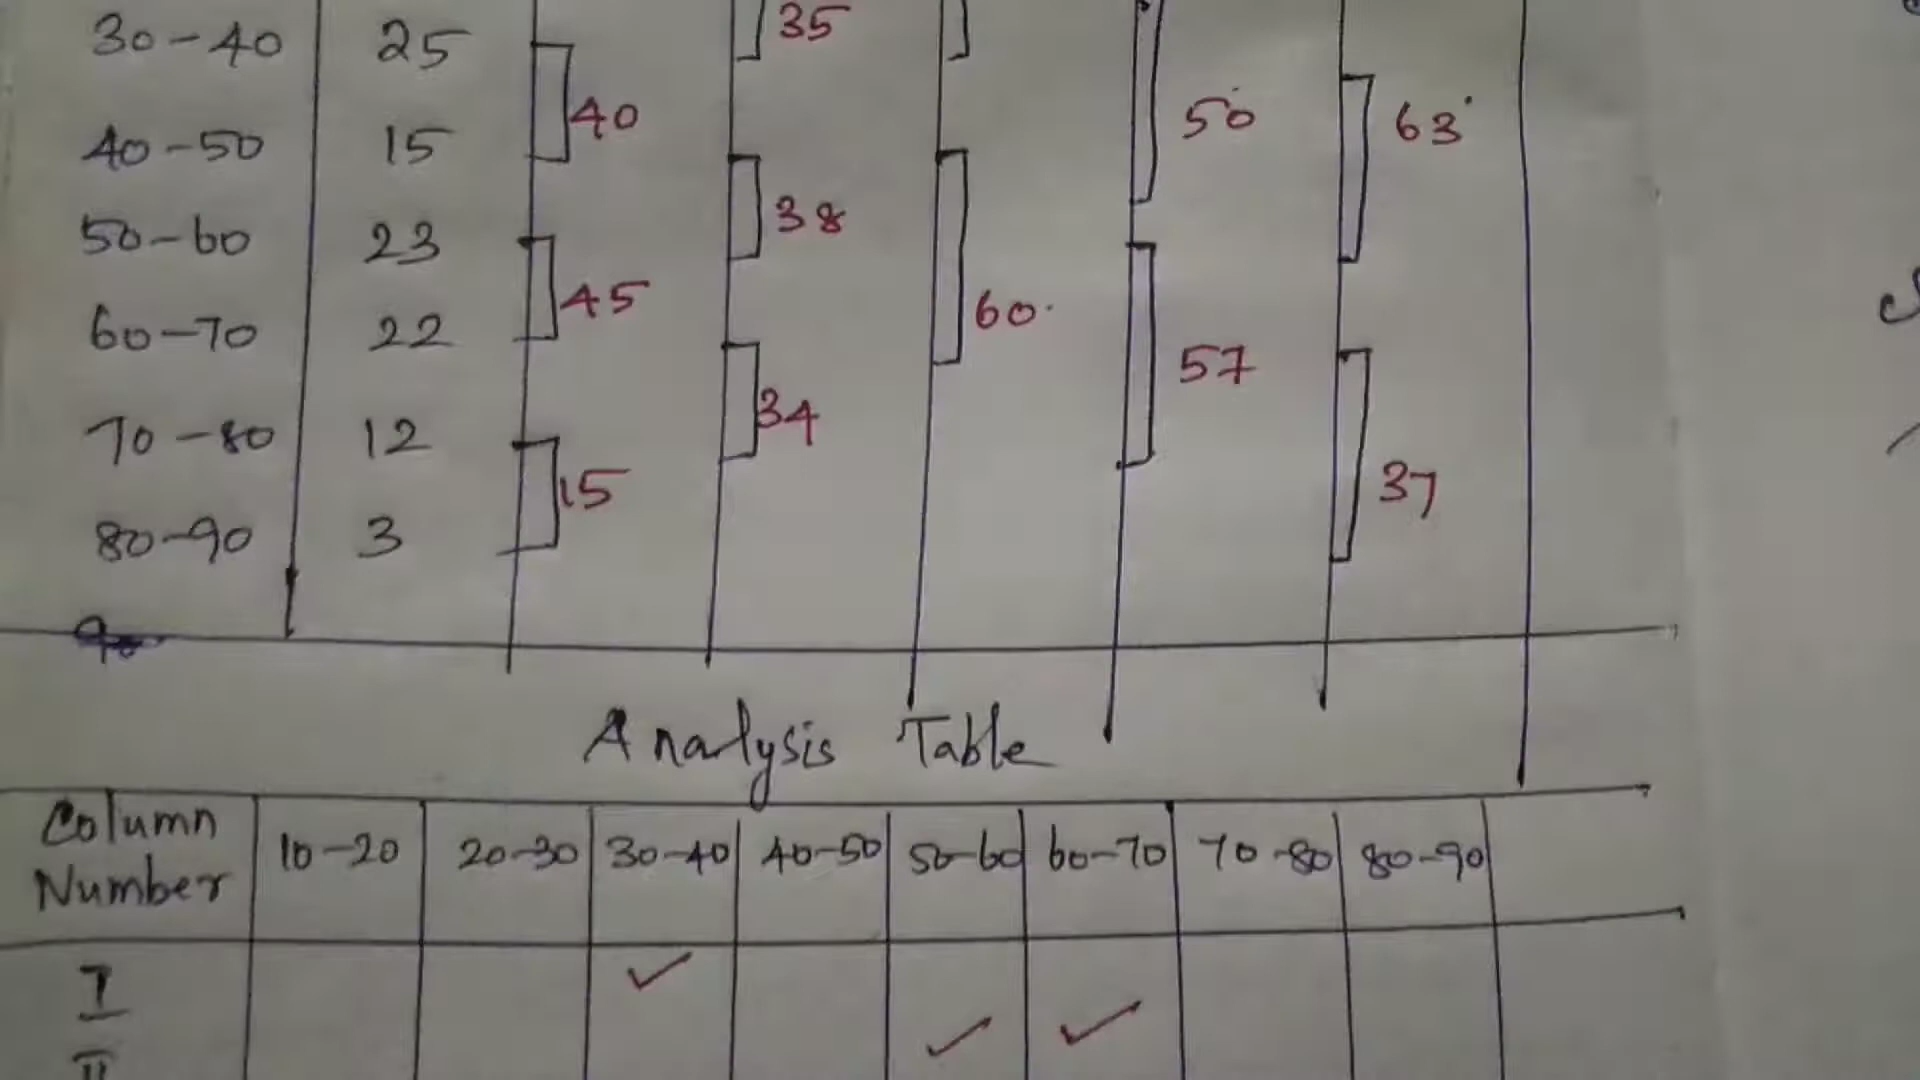 30-40 25 35
40 50 63
40-50 15
38
50-60 23
45 60
60-70 22
57
34
70-80 12
15 37
80-90 3
Analysis Table
Column Number 10-20 20-30 30-40 40-50 50-60 60-70 70-80 80-90
I ✓
II ✓ ✓